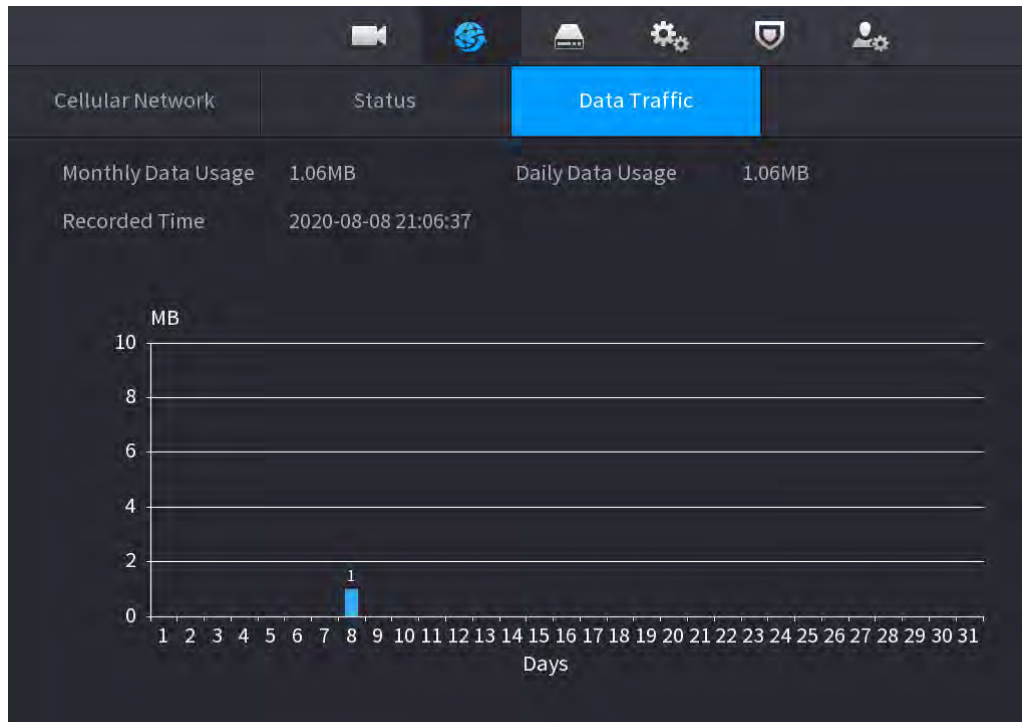 Cellular Network Status Data Traffic
Monthly Data Usage 1.06MB Daily Data Usage 1.06MB
Recorded Time 2020-08-08 21:06:37
MB
10
8
6
4
2
1
0
1 2 3 4 5 6 7 8 9 10 11 12 13 14 15 16 17 18 19 20 21 22 23 24 25 26 27 28 29 30 31
Days